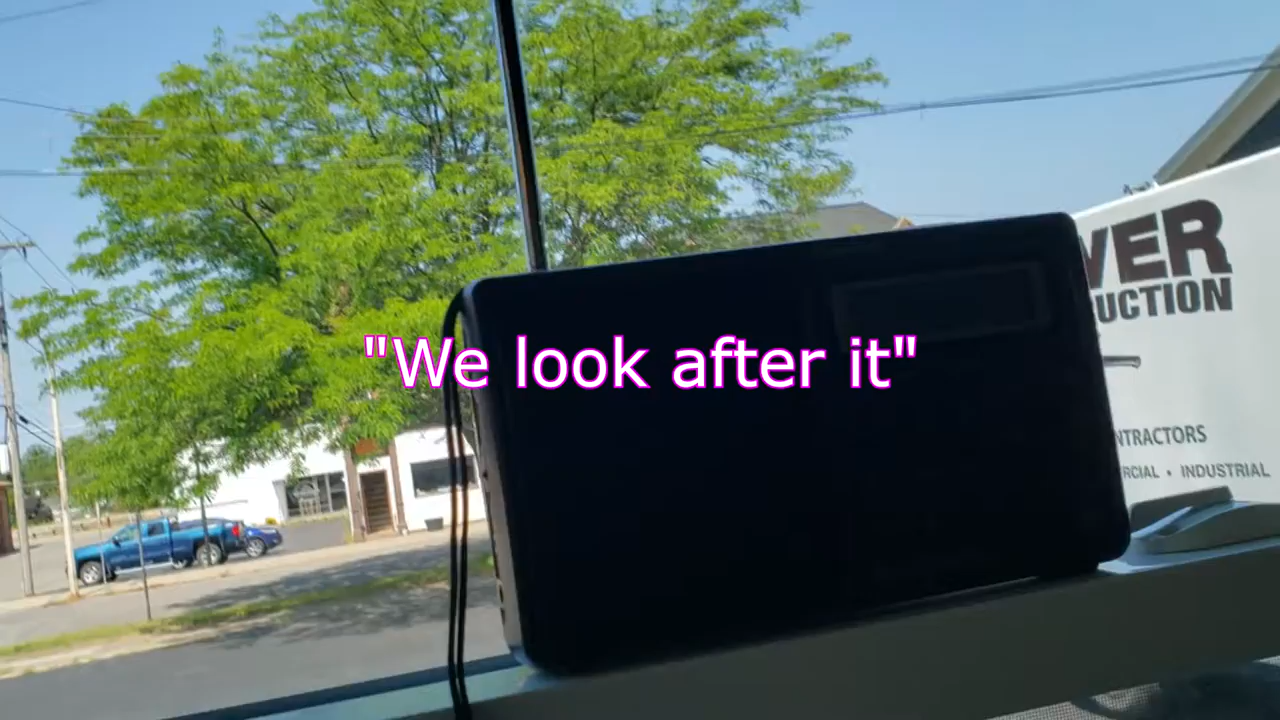 "We look after it"
VER
UCTION
NTRACTORS
RCIAL • INDUSTRIAL